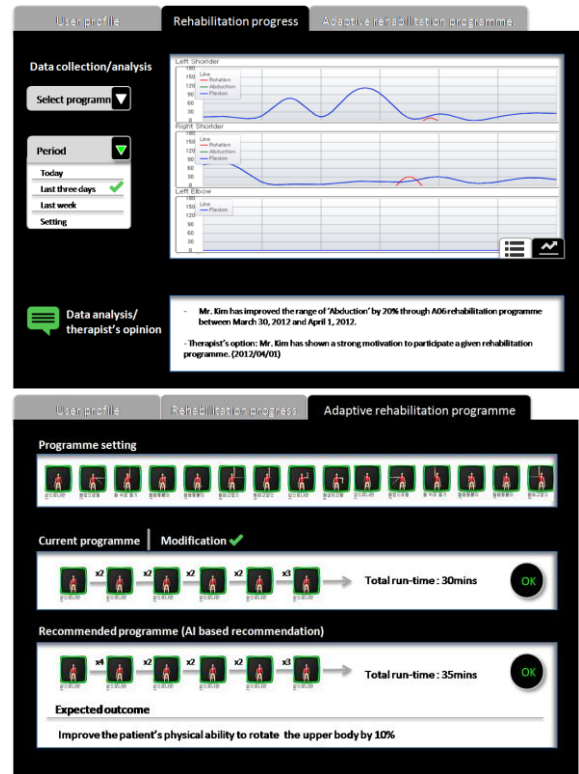 User profile
Rehabilitation progress
Adaptive rehabilitation programme
Data collection/analysis
Select programn
Period
Today
Last three days
Last week
Setting
Left Shorlder
180
150
120
90
60
30
0
Line
Rotation
Abduction
Flexion
Right Shorlder
180
150
120
90
60
30
0
Line
Rotation
Abduction
Flexion
Left Elbow
180
150
120
90
60
30
0
Line
Flexion
Data analysis/
therapist's opinion
- Mr. Kim has improved the range of 'Abduction' by 20% through A06 rehabilitation programme
between March 30, 2012 and April 1, 2012.
- Therapist's option: Mr. Kim has shown a strong motivation to participate a given rehabilitation
programme. (2012/04/01)
User profile
Rehabilitation progress
Adaptive rehabilitation programme
Programme setting
Current programme | Modification
x2 x2 x2 x2 x3
Total run-time : 30mins
OK
Recommended programme (AI based recommendation)
x4 x2 x2 x2 x3
Total run-time : 35mins
OK
Expected outcome
Improve the patient's physical ability to rotate the upper body by 10%